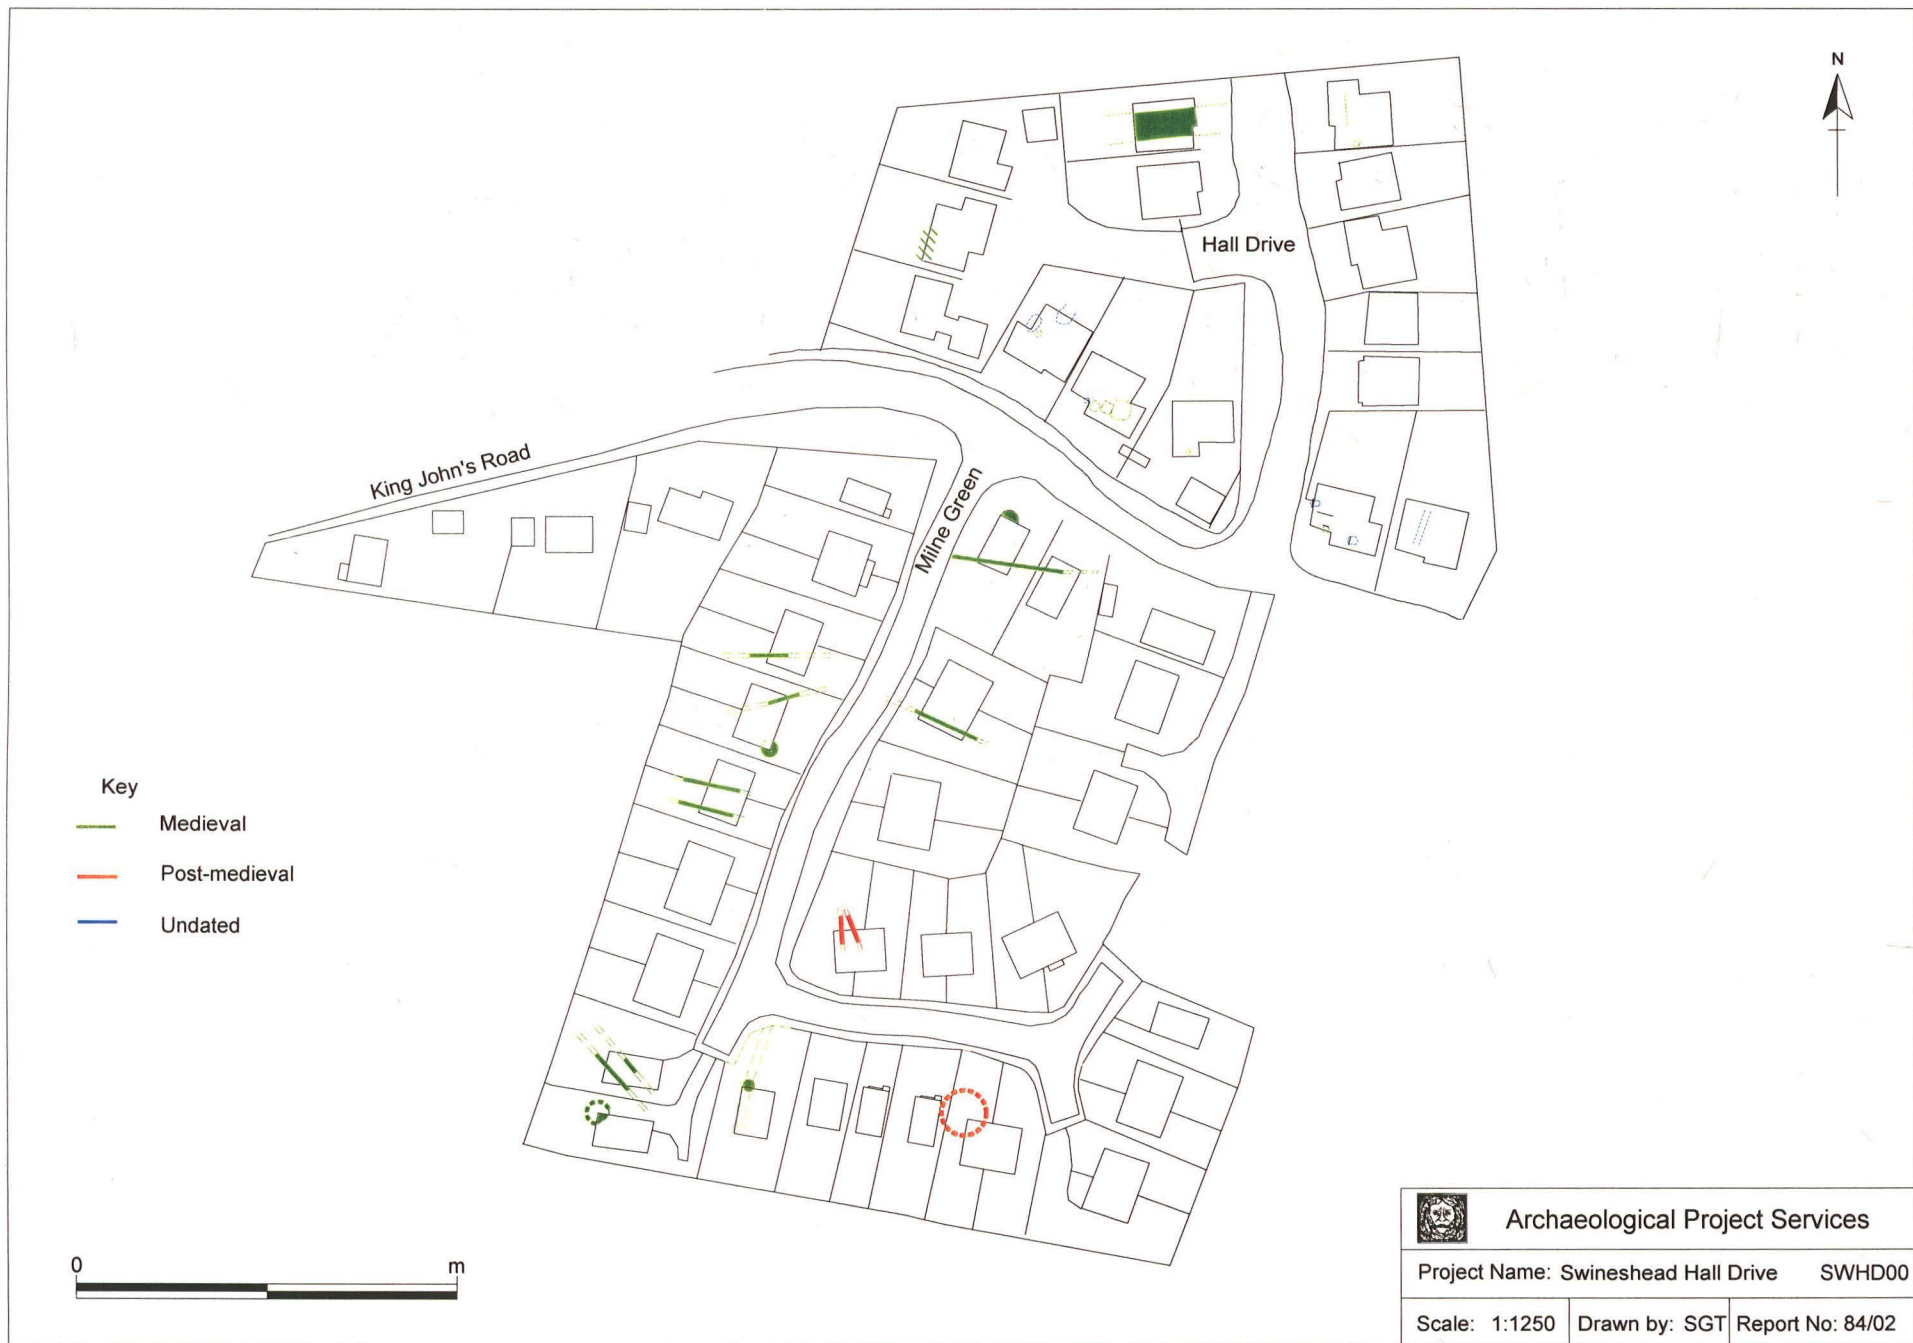 N
Hall Drive
King John's Road
Milne Green
Key
Medieval
Post-medieval
Undated
0 m
Archaeological Project Services
Project Name: Swineshead Hall Drive SWHD00
Scale: 1:1250 Drawn by: SGT Report No: 84/02